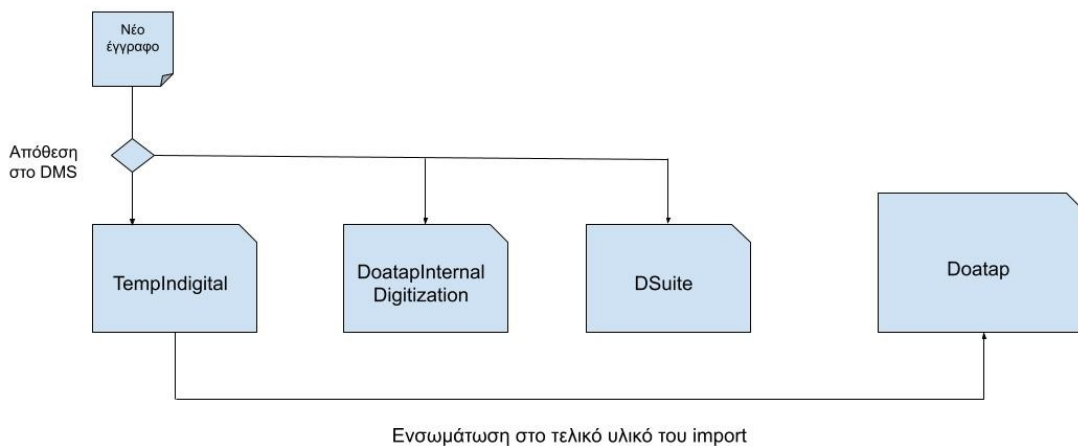 Νέο
έγγραφο
Απόθεση
στο DMS
TempIndigital
DoatapInternal
Digitization
DSuite
Doatap
Ενσωμάτωση στο τελικό υλικό του import